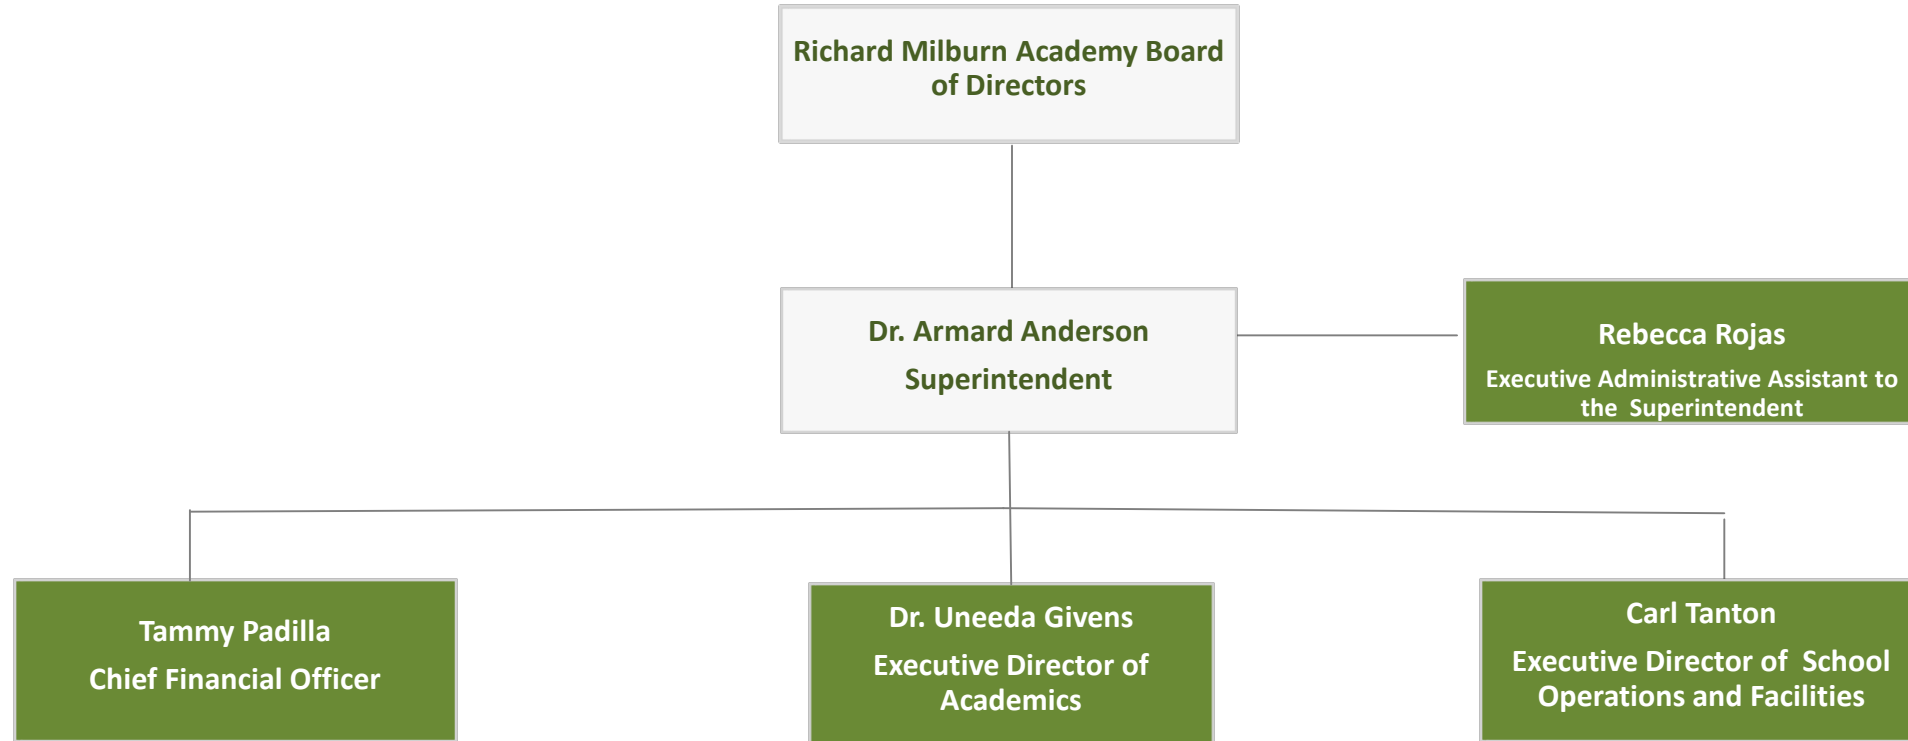 Richard Milburn Academy Board
of Directors
Dr. Armard Anderson
Superintendent
Rebecca Rojas
Executive Administrative Assistant to
the  Superintendent
Tammy Padilla
Chief Financial Officer
Dr. Uneeda Givens
Executive Director of
Academics
Carl Tanton
Executive Director of  School
Operations and Facilities